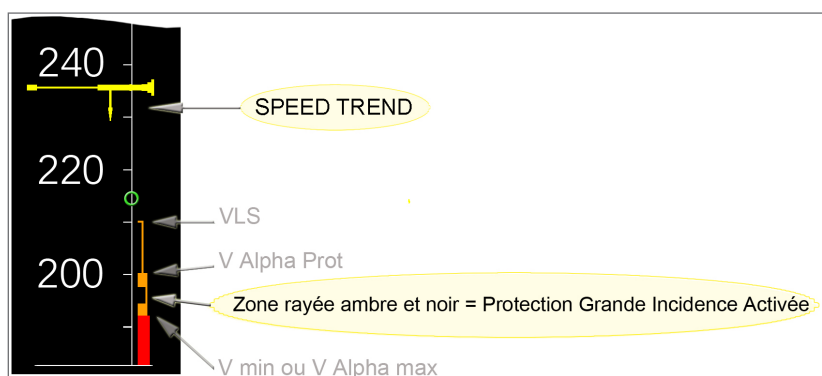 240
SPEED TREND
220
VLS
V Alpha Prot
200
Zone rayée ambre et noir = Protection Grande Incidence Activée
V min ou V Alpha max